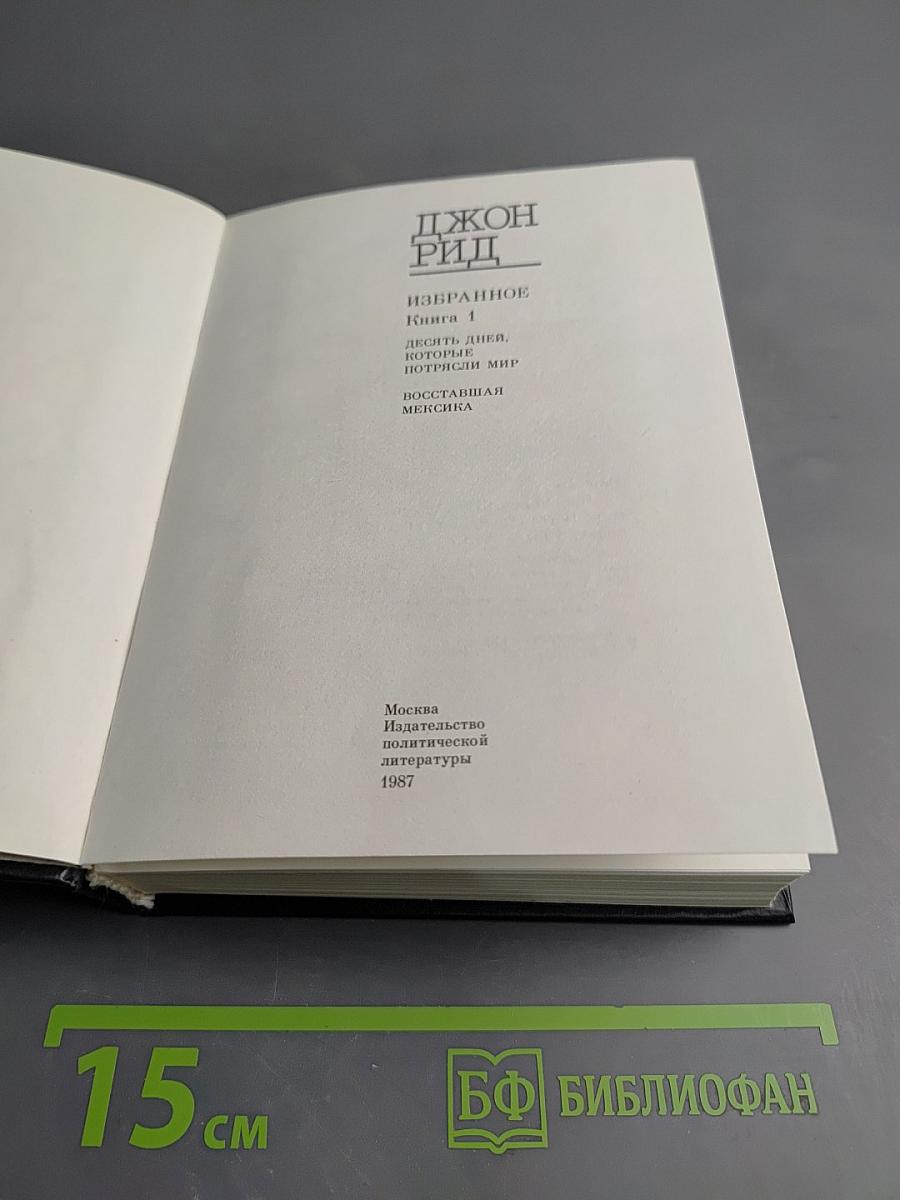 ДЖОН
РИД
ИЗБРАННОЕ
Книга 1
ДЕСЯТЬ ДНЕЙ,
КОТОРЫЕ
ПОТРЯСЛИ МИР
ВОССТАВШАЯ
МЕКСИКА
Москва
Издательство
политической
литературы
1987
15 см
БФ БИБЛИОФАН